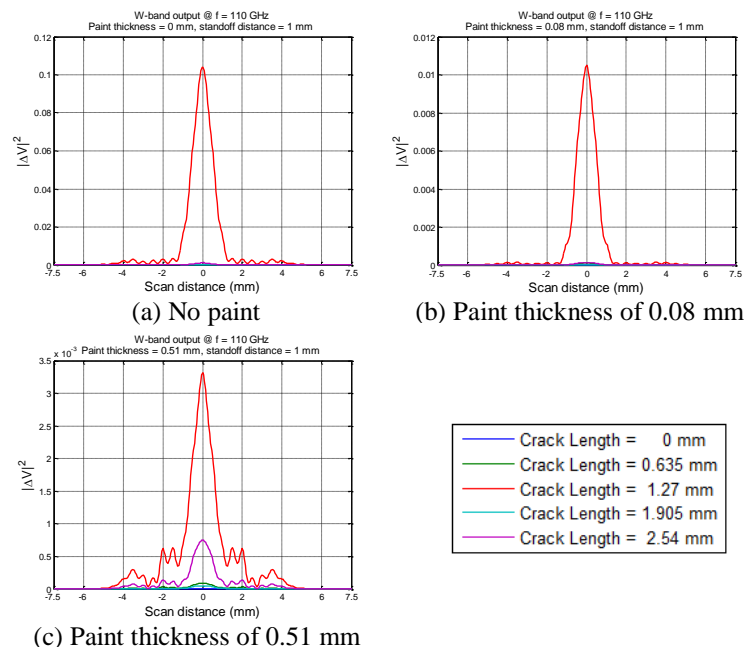 W-band output @ f = 110 GHz
Paint thickness = 0 mm, standoff distance = 1 mm
0.12
0.1
0.08
0.06
0.04
0.02
0
|ΔV|²
-7.5 -6 -4 -2 0 2 4 6 7.5
Scan distance (mm)
(a) No paint
W-band output @ f = 110 GHz
Paint thickness = 0.08 mm, standoff distance = 1 mm
0.012
0.01
0.008
0.006
0.004
0.002
0
|ΔV|²
-7.5 -6 -4 -2 0 2 4 6 7.5
Scan distance (mm)
(b) Paint thickness of 0.08 mm
W-band output @ f = 110 GHz
Paint thickness = 0.51 mm, standoff distance = 1 mm
x 10⁻³
3.5
3
2.5
2
1.5
1
0.5
0
|ΔV|²
-7.5 -6 -4 -2 0 2 4 6 7.5
Scan distance (mm)
(c) Paint thickness of 0.51 mm
Crack Length = 0 mm
Crack Length = 0.635 mm
Crack Length = 1.27 mm
Crack Length = 1.905 mm
Crack Length = 2.54 mm